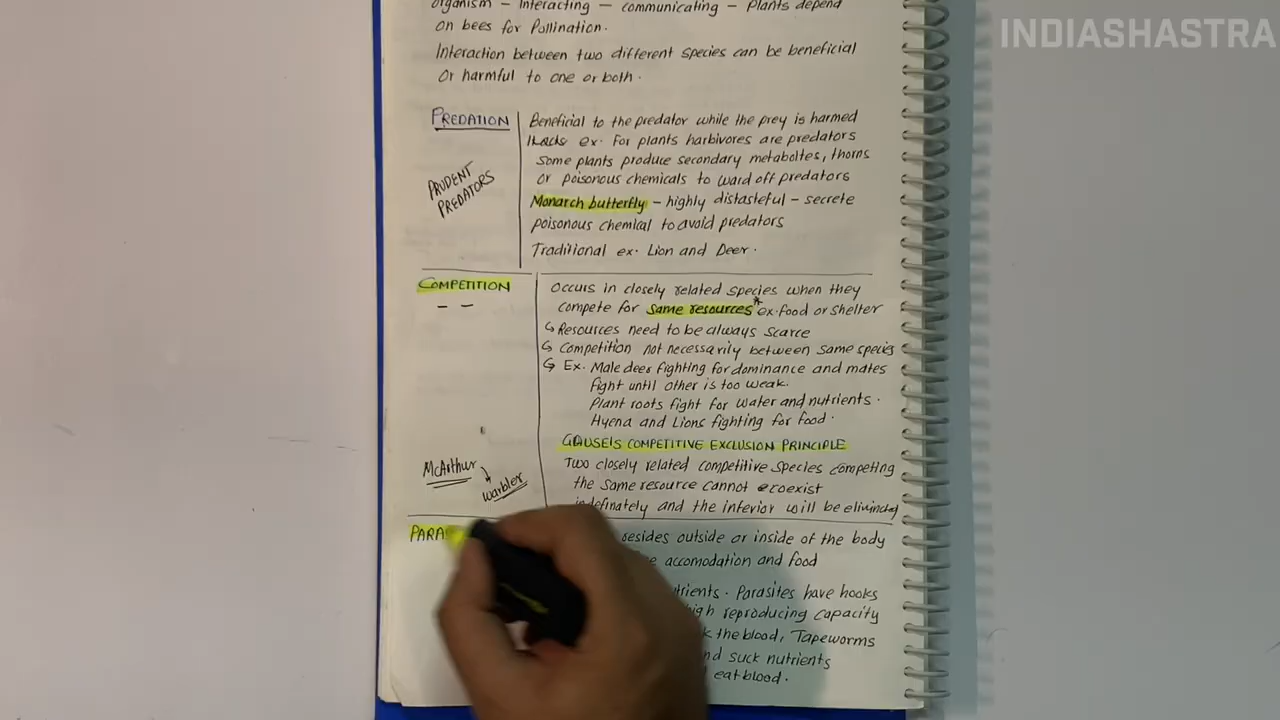 INDIASHASTRA
organism - Interacting - communicating - Plants depend
on bees for Pollination.
Interaction between two different species can be beneficial
or harmful to one or both.
PREDATION
Beneficial to the predator while the prey is harmed
ex. For plants harbivores are predators
Some plants produce secondary metaboltes, thorns
or poisonous chemicals to ward off predators
PRUDENT
PREDATORS
Monarch butterfly - highly distasteful - secrete
poisonous chemical to avoid predators
Traditional ex. Lion and Deer.
COMPETITION
Occurs in closely related species when they
compete for same resources* ex. food or shelter
↳ Resources need to be always scarce
↳ Competition not necessarily between same species
↳ Ex. Male deer fighting for dominance and mates
fight until other is too weak.
Plant roots fight for water and nutrients.
Hyena and Lions fighting for food.
GAUSEIS COMPETITIVE EXCLUSION PRINCIPLE
McArthur
warbler
Two closely related competitive species competing
the same resource cannot coexist
indefinately and the inferior will be
PARA
esides outside or inside of the body
accomodation and food
Parasites have hooks
high reproducing capacity
the blood, Tapeworms
nd suck nutrients
eat blood.